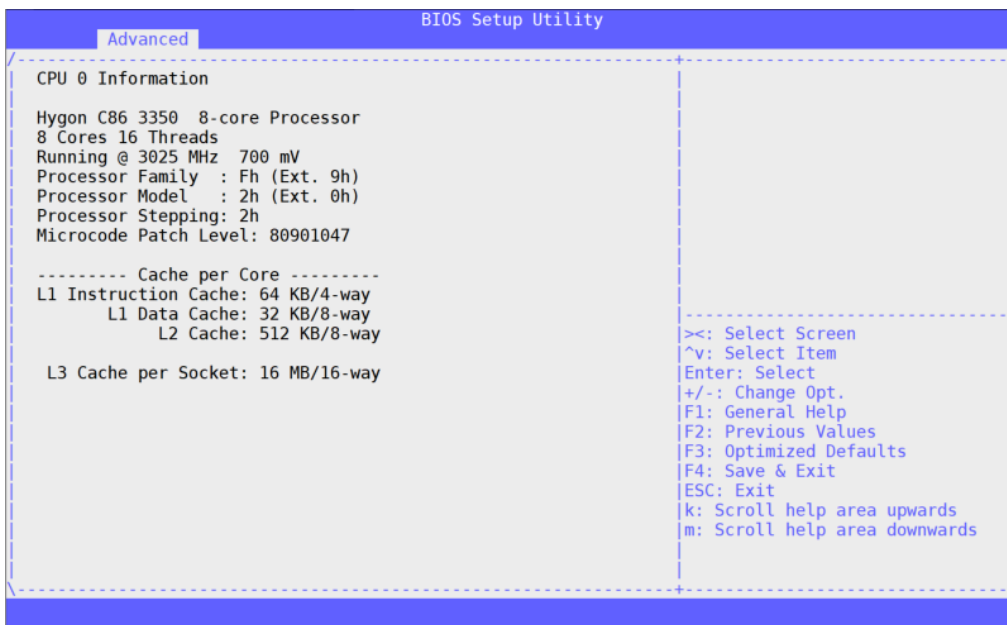 BIOS Setup Utility
Advanced
CPU 0 Information
Hygon C86 3350  8-core Processor
8 Cores 16 Threads
Running @ 3025 MHz  700 mV
Processor Family  : Fh (Ext. 9h)
Processor Model   : 2h (Ext. 0h)
Processor Stepping: 2h
Microcode Patch Level: 80901047
--------- Cache per Core ---------
L1 Instruction Cache: 64 KB/4-way
L1 Data Cache: 32 KB/8-way
L2 Cache: 512 KB/8-way
L3 Cache per Socket: 16 MB/16-way
><: Select Screen
^v: Select Item
Enter: Select
+/-: Change Opt.
F1: General Help
F2: Previous Values
F3: Optimized Defaults
F4: Save & Exit
ESC: Exit
k: Scroll help area upwards
m: Scroll help area downwards